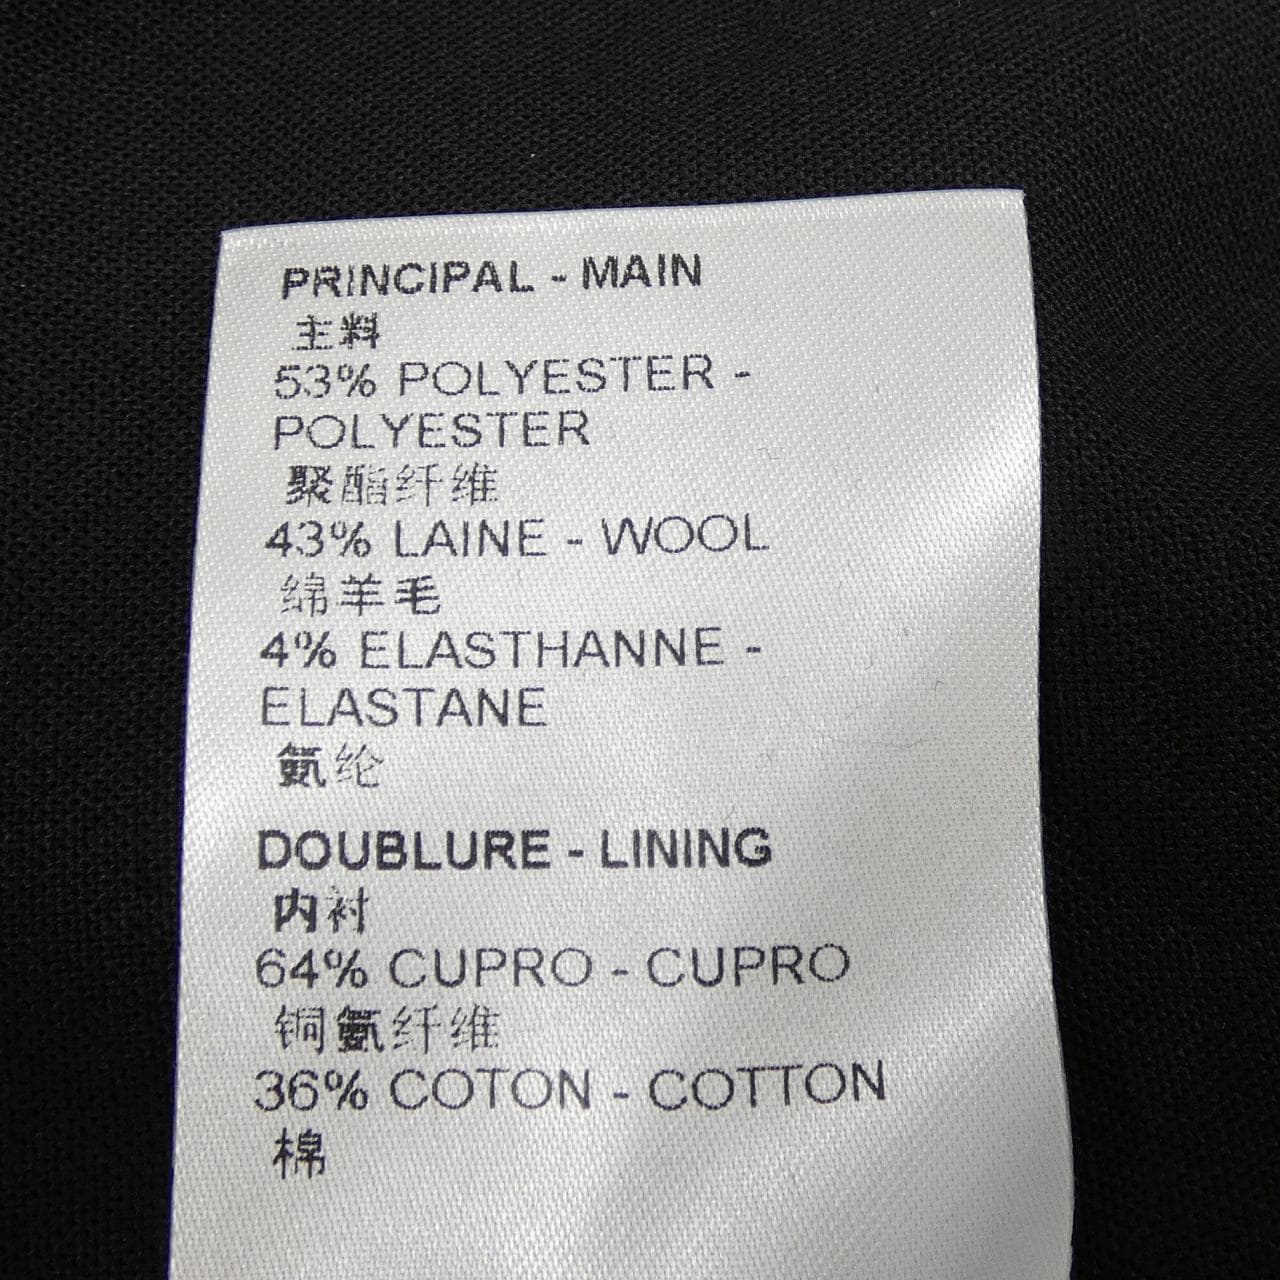 PRINCIPAL - MAIN
主料
53% POLYESTER -
POLYESTER
聚酯纤维
43% LAINE - WOOL
绵羊毛
4% ELASTHANNE -
ELASTANE
氨纶
DOUBLURE - LINING
内衬
64% CUPRO - CUPRO
铜氨纤维
36% COTON - COTTON
棉